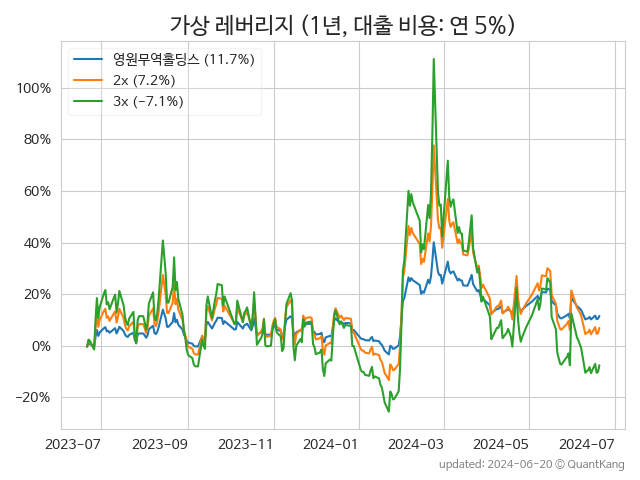 가상 레버리지 (1년, 대출 비용: 연 5%)
영원무역홀딩스 (11.7%)
2x (7.2%)
3x (−7.1%)
100%
80%
60%
40%
20%
0%
−20%
2023-07
2023-09
2023-11
2024-01
2024-03
2024-05
2024-07
updated: 2024-06-20 © QuantKang